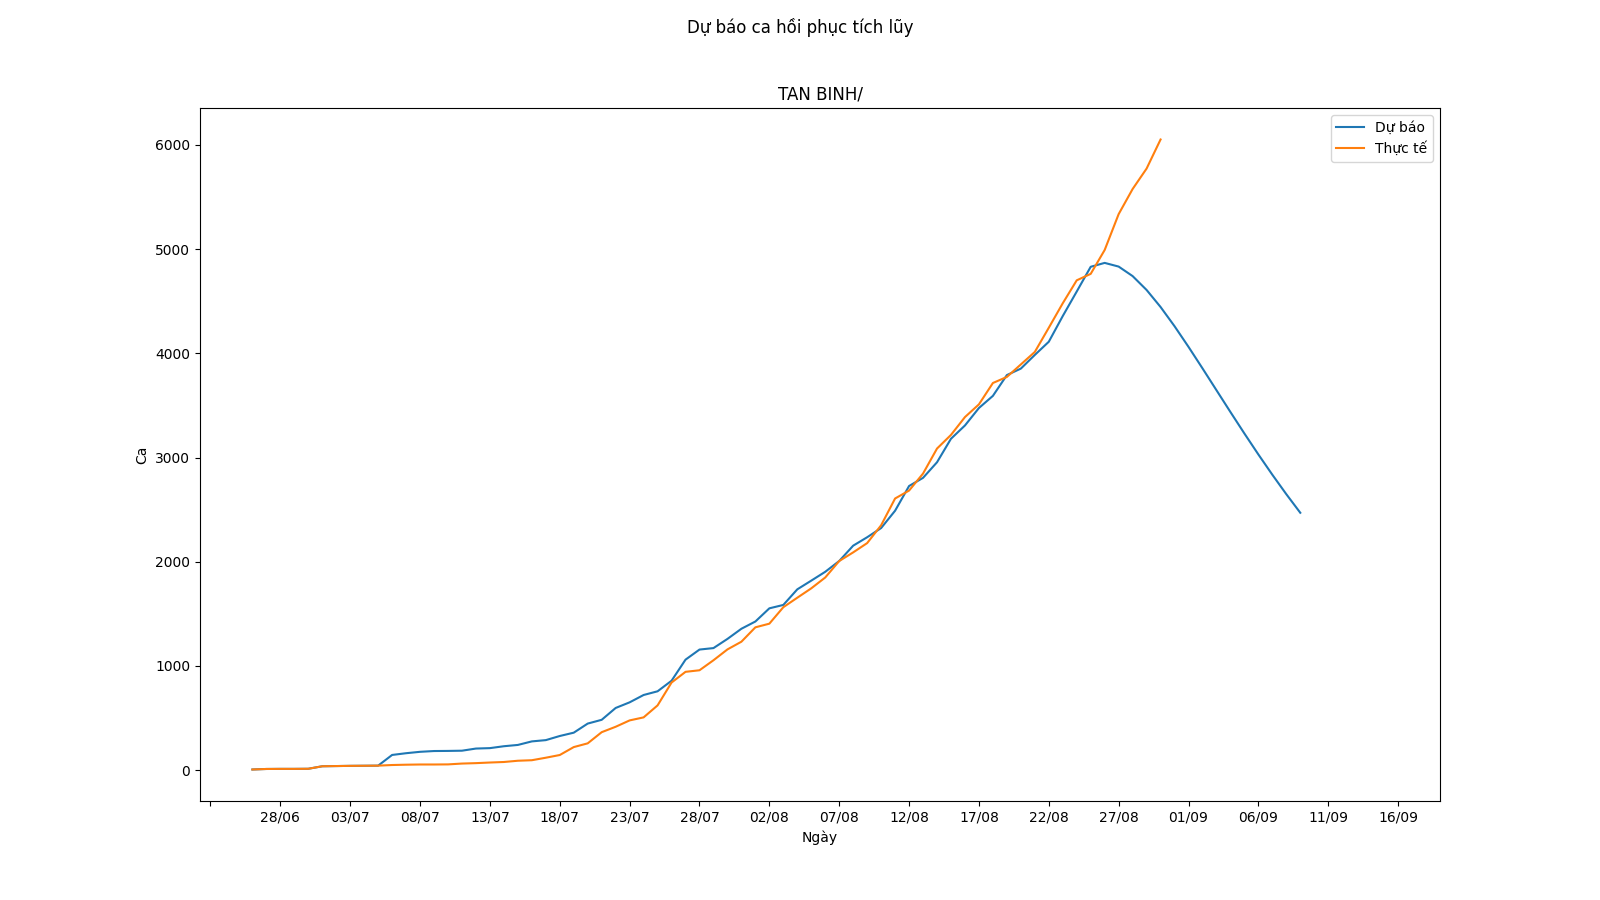 Dự báo ca hồi phục tích lũy
TAN BINH/
Dự báo
Thực tế
6000
5000
4000
3000
2000
1000
0
Ca
28/06 03/07 08/07 13/07 18/07 23/07 28/07 02/08 07/08 12/08 17/08 22/08 27/08 01/09 06/09 11/09 16/09
Ngày